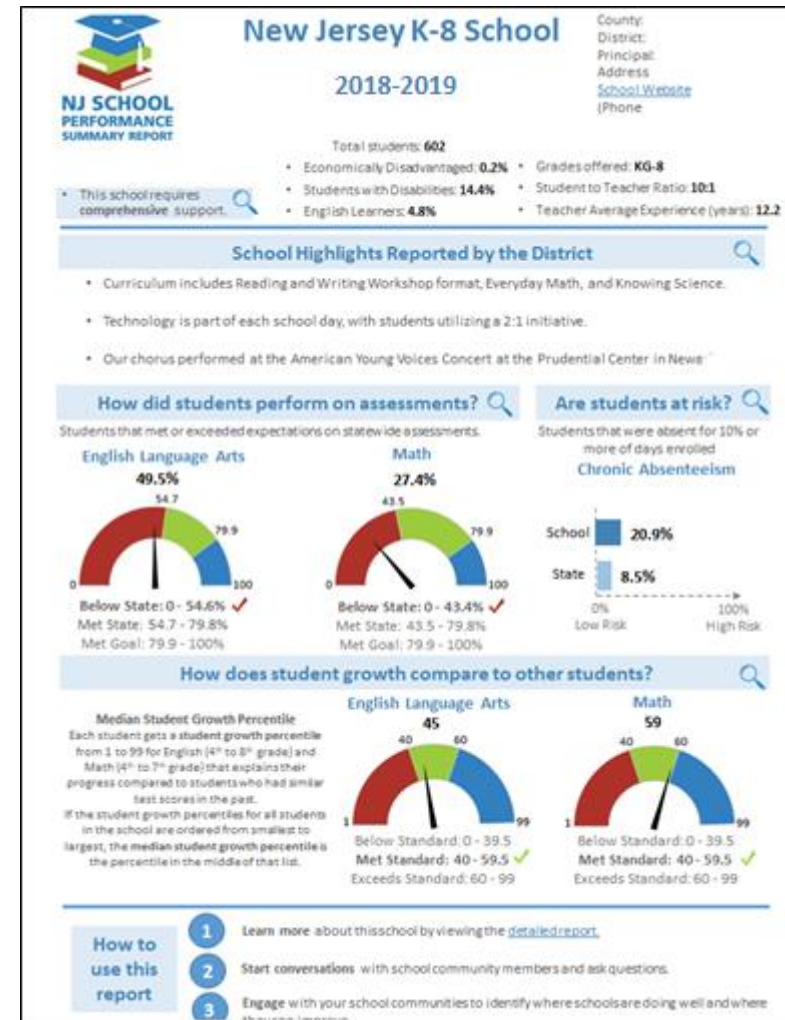 New Jersey K-8 School
2018-2019
County:
District:
Principal:
Address
School Website
(Phone
NJ SCHOOL
PERFORMANCE
SUMMARY REPORT
• This school requires
comprehensive support.
Total students: 602
• Economically Disadvantaged: 0.2%
• Students with Disabilities: 14.4%
• English Learners: 4.8%
• Grades offered: KG-8
• Student to Teacher Ratio: 10:1
• Teacher Average Experience (years): 12.2
School Highlights Reported by the District
• Curriculum includes Reading and Writing Workshop format, Everyday Math, and Knowing Science.
• Technology is part of each school day, with students utilizing a 2:1 initiative.
• Our chorus performed at the American Young Voices Concert at the Prudential Center in Newa
How did students perform on assessments?
Students that met or exceeded expectations on statewide assessments.
English Language Arts
49.5%
54.7
79.9
0
100
Below State: 0 - 54.6% ✓
Met State: 54.7 - 79.8%
Met Goal: 79.9 - 100%
Math
27.4%
43.5
79.9
0
100
Below State: 0 - 43.4% ✓
Met State: 43.5 - 79.8%
Met Goal: 79.9 - 100%
Are students at risk?
Students that were absent for 10% or
more of days enrolled
Chronic Absenteeism
School 20.9%
State 8.5%
0% 100%
Low Risk High Risk
How does student growth compare to other students?
Median Student Growth Percentile
Each student gets a student growth percentile
from 1 to 99 for English (4th to 8th grade) and
Math (4th to 7th grade) that explains their
progress compared to students who had similar
test scores in the past.
If the student growth percentiles for all students
in the school are ordered from smallest to
largest, the median student growth percentile is
the percentile in the middle of that list.
English Language Arts
45
40 60
1
99
Below Standard: 0 - 39.5
Met Standard: 40 - 59.5 ✓
Exceeds Standard: 60 - 99
Math
59
40 60
1
99
Below Standard: 0 - 39.5
Met Standard: 40 - 59.5 ✓
Exceeds Standard: 60 - 99
How to
use this
report
1 Learn more about this school by viewing the detailed report.
2 Start conversations with school community members and ask questions.
3 Engage with your school communities to identify where schools are doing well and where